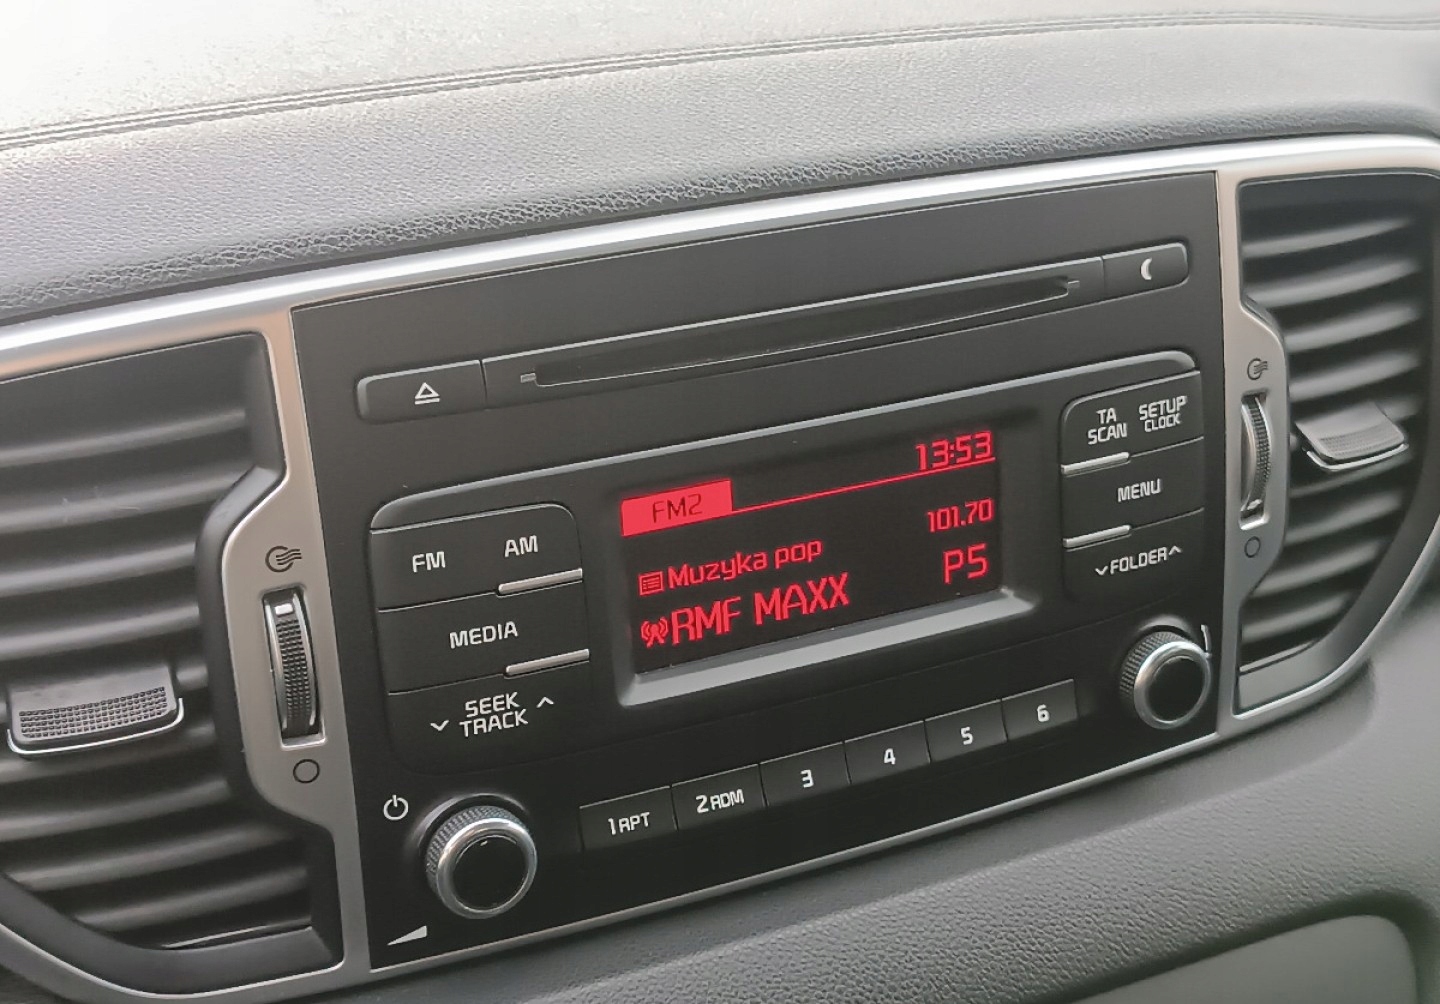 13:53
FM2
101.70
Muzyka pop
P5
RMF MAXX
FM
AM
MEDIA
SEEK
TRACK
TA
SCAN
SETUP
CLOCK
MENU
FOLDER
1 RPT
2 RDM
3
4
5
6